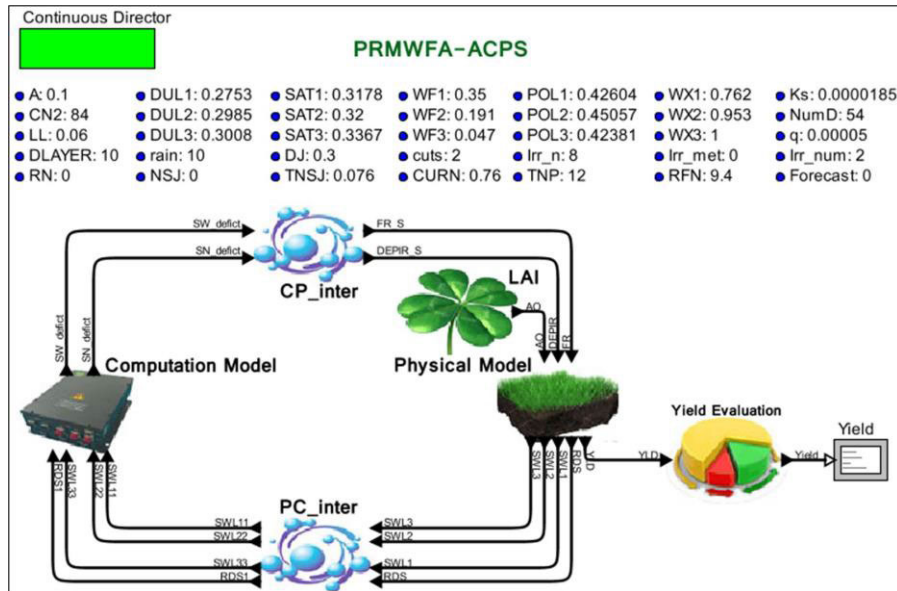 Continuous Director
PRMWFA-ACPS
A: 0.1 DUL1: 0.2753 SAT1: 0.3178 WF1: 0.35 POL1: 0.42604 WX1: 0.762 Ks: 0.0000185
CN2: 84 DUL2: 0.2985 SAT2: 0.32 WF2: 0.191 POL2: 0.45057 WX2: 0.953 NumD: 54
LL: 0.06 DUL3: 0.3008 SAT3: 0.3367 WF3: 0.047 POL3: 0.42381 WX3: 1 q: 0.00005
DLAYER: 10 rain: 10 DJ: 0.3 cuts: 2 Irr_n: 8 Irr_met: 0 Irr_num: 2
RN: 0 NSJ: 0 TNSJ: 0.076 CURN: 0.76 TNP: 12 RFN: 9.4 Forecast: 0
SW_defict
FR_S
SN_defict
DEPIR_S
CP_inter
LAI
AO
SW_defict
SN_defict
AO
DEPIR
FR
Computation Model
Physical Model
Yield Evaluation
Yield
YLD
Yield
RDS1
SWL33
SWL22
SWL11
SWL3
SWL2
SWL1
RDS
YLD
PC_inter
SWL11
SWL3
SWL22
SWL2
SWL33
SWL1
RDS1
RDS